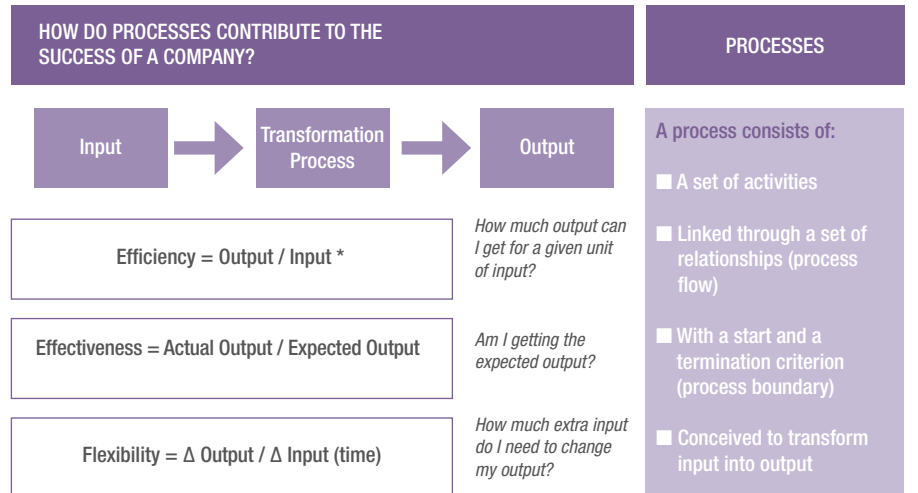 HOW DO PROCESSES CONTRIBUTE TO THE
SUCCESS OF A COMPANY?
Input
Transformation
Process
Output
Efficiency = Output / Input *
How much output can
I get for a given unit
of input?
Effectiveness = Actual Output / Expected Output
Am I getting the
expected output?
Flexibility = Δ Output / Δ Input (time)
How much extra input
do I need to change
my output?
PROCESSES
A process consists of:
■ A set of activities
■ Linked through a set of
relationships (process
flow)
■ With a start and a
termination criterion
(process boundary)
■ Conceived to transform
input into output